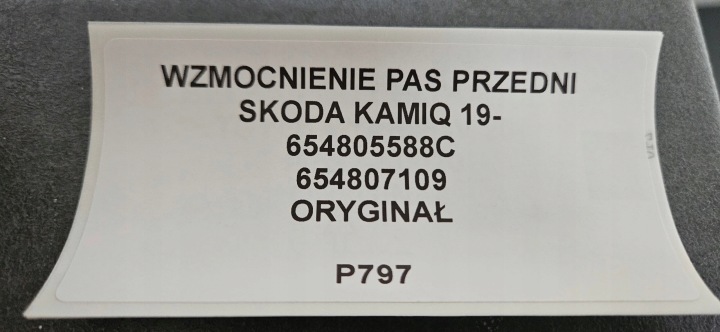 WZMOCNIENIE PAS PRZEDNI
SKODA KAMIQ 19-
654805588C
654807109
ORYGINAŁ
P797